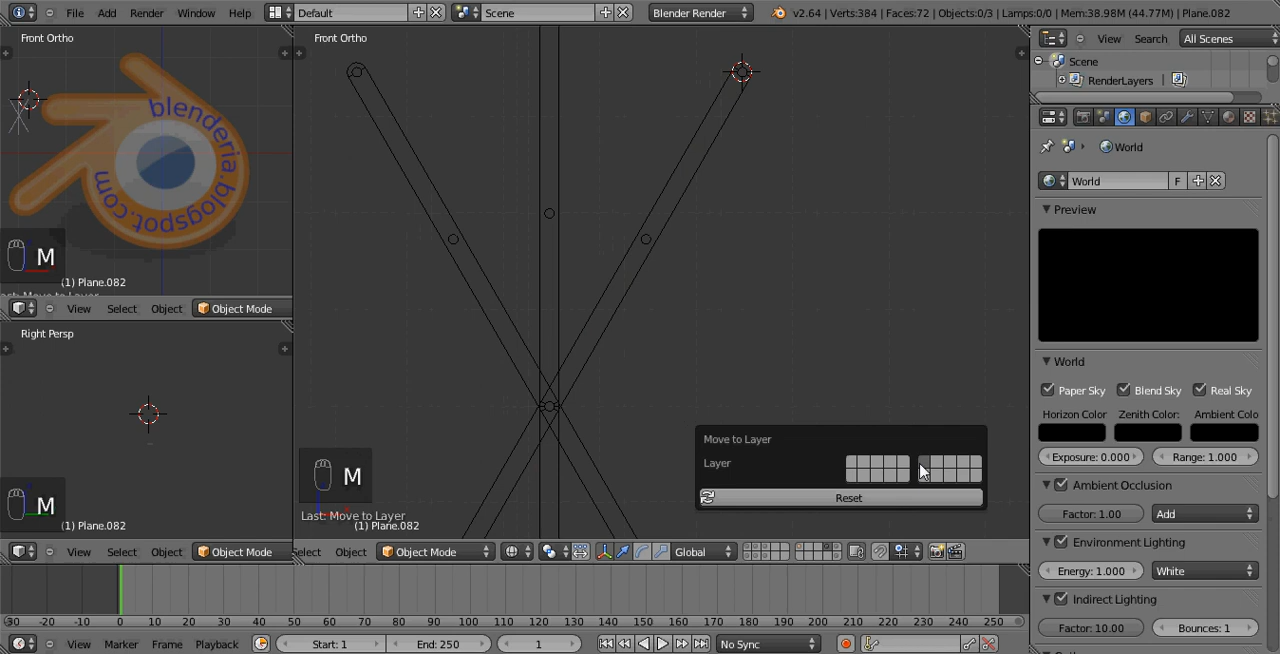 File Add Render Window Help Default Scene Blender Render v2.64 | Verts:384 | Faces:72 | Objects:0/3 | Lamps:0/0 | Mem:38.98M (44.77M) | Plane.082
Front Ortho
blenderia.blogspot.com
M
(1) Plane.082
View Select Object Object Mode
Right Persp
M
(1) Plane.082
View Select Object Object Mode
Front Ortho
Move to Layer
Layer
Reset
M
Last: Move to Layer
(1) Plane.082
Select Object Object Mode Global
View Search All Scenes
Scene
RenderLayers |
World
World F
Preview
World
Paper Sky Blend Sky Real Sky
Horizon Color Zenith Color: Ambient Colo
Exposure: 0.000 Range: 1.000
Ambient Occlusion
Factor: 1.00 Add
Environment Lighting
Energy: 1.000 White
Indirect Lighting
Factor: 10.00 Bounces: 1
-30 -20 -10 0 10 20 30 40 50 60 70 80 90 100 110 120 130 140 150 160 170 180 190 200 210 220 230 240 250
View Marker Frame Playback Start: 1 End: 250 1 No Sync